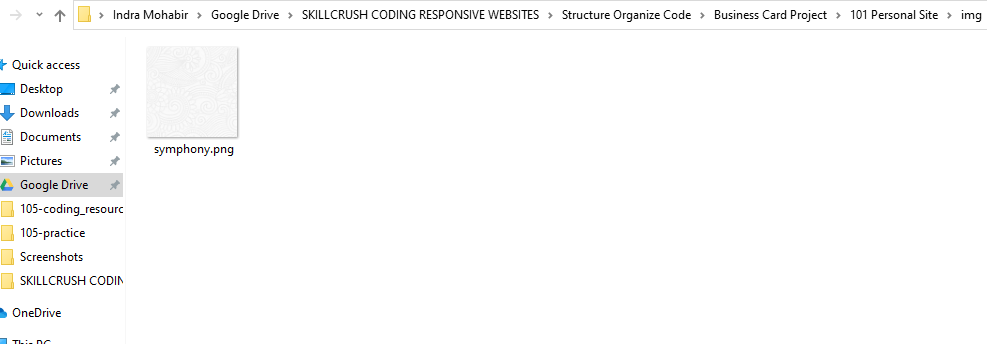 Indra Mohabir > Google Drive > SKILLCRUSH CODING RESPONSIVE WEBSITES > Structure Organize Code > Business Card Project > 101 Personal Site > img
Quick access
Desktop
Downloads
Documents
Pictures
Google Drive
105-coding_resourc
105-practice
Screenshots
SKILLCRUSH CODIN
OneDrive
This PC
symphony.png